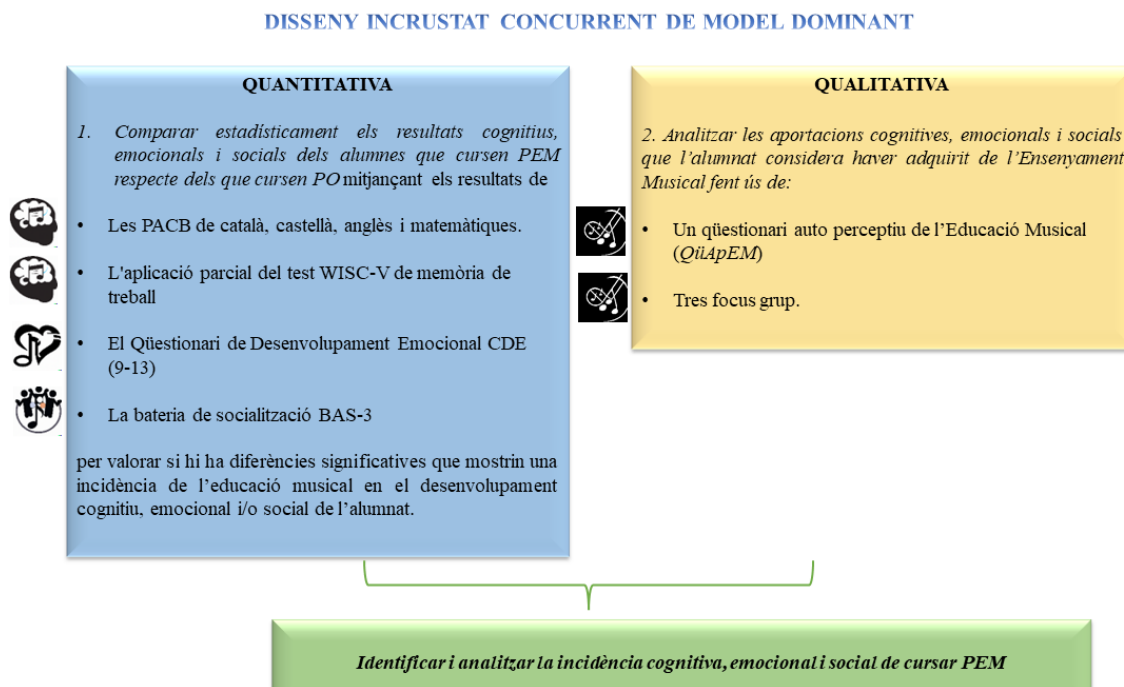 DISSENY INCRUSTAT CONCURRENT DE MODEL DOMINANT
QUANTITATIVA
1. Comparar estadísticament els resultats cognitius,
emocionals i socials dels alumnes que cursen PEM
respecte dels que cursen PO mitjançant els resultats de
• Les PACB de català, castellà, anglès i matemàtiques.
• L'aplicació parcial del test WISC-V de memòria de
treball
• El Qüestionari de Desenvolupament Emocional CDE
(9-13)
• La bateria de socialització BAS-3
per valorar si hi ha diferències significatives que mostrin una
incidència de l’educació musical en el desenvolupament
cognitiu, emocional i/o social de l’alumnat.
QUALITATIVA
2. Analitzar les aportacions cognitives, emocionals i socials
que l’alumnat considera haver adquirit de l’Ensenyament
Musical fent ús de:
• Un qüestionari auto perceptiu de l’Educació Musical
(QüApEM)
• Tres focus grup.
Identificar i analitzar la incidència cognitiva, emocional i social de cursar PEM